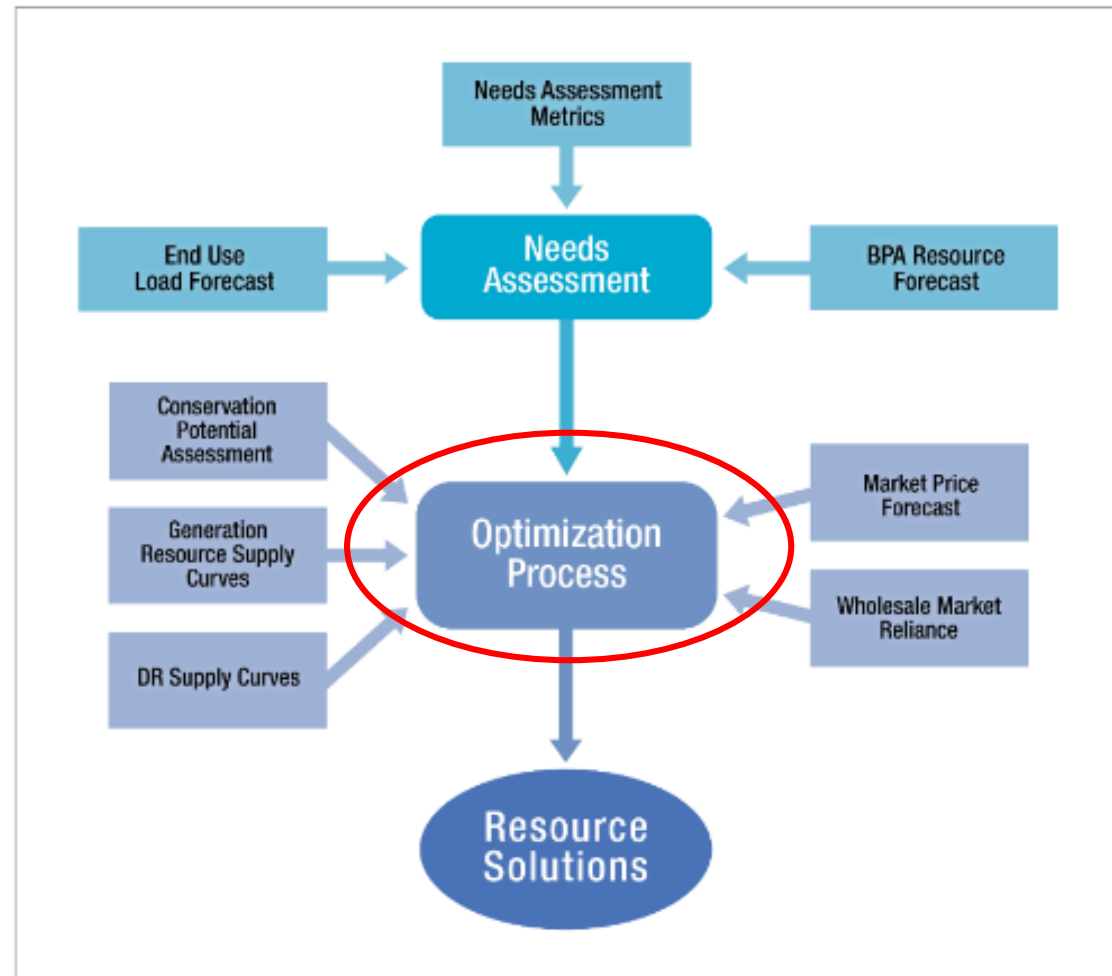 Needs Assessment
Metrics
End Use
Load Forecast
Needs
Assessment
BPA Resource
Forecast
Conservation
Potential
Assessment
Generation
Resource Supply
Curves
DR Supply Curves
Optimization
Process
Market Price
Forecast
Wholesale Market
Reliance
Resource
Solutions